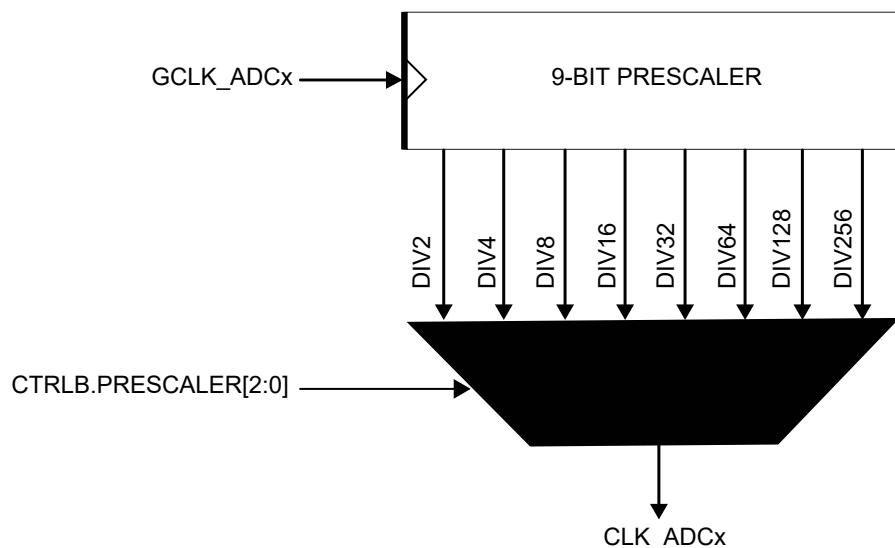 GCLK_ADCx
9-BIT PRESCALER
DIV2
DIV4
DIV8
DIV16
DIV32
DIV64
DIV128
DIV256
CTRLB.PRESCALER[2:0]
CLK_ADCx